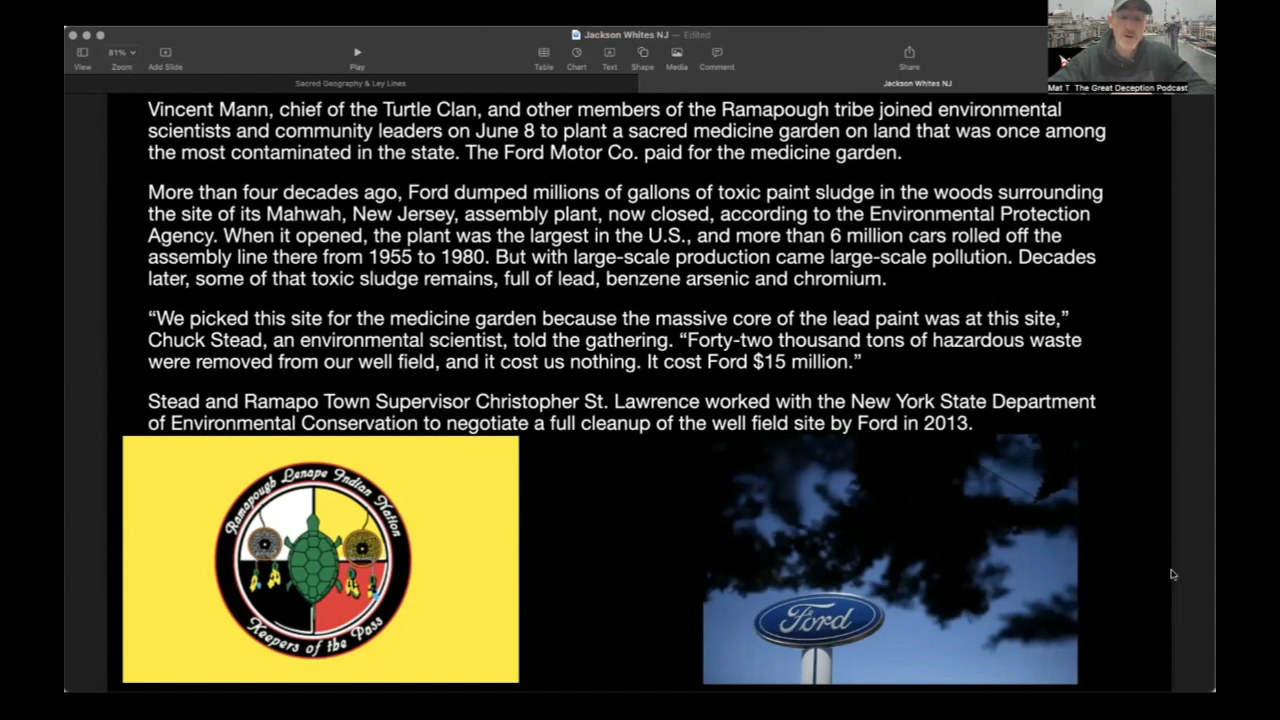 Jackson Whites NJ — Edited
81%
View
Zoom
Add Slide
Play
Table
Chart
Text
Shape
Media
Comment
Share
Sacred Geography & Ley Lines
Jackson Whites NJ
Mat T The Great Deception Podcast
Vincent Mann, chief of the Turtle Clan, and other members of the Ramapough tribe joined environmental
scientists and community leaders on June 8 to plant a sacred medicine garden on land that was once among
the most contaminated in the state. The Ford Motor Co. paid for the medicine garden.
More than four decades ago, Ford dumped millions of gallons of toxic paint sludge in the woods surrounding
the site of its Mahwah, New Jersey, assembly plant, now closed, according to the Environmental Protection
Agency. When it opened, the plant was the largest in the U.S., and more than 6 million cars rolled off the
assembly line there from 1955 to 1980. But with large-scale production came large-scale pollution. Decades
later, some of that toxic sludge remains, full of lead, benzene arsenic and chromium.
“We picked this site for the medicine garden because the massive core of the lead paint was at this site,”
Chuck Stead, an environmental scientist, told the gathering. “Forty-two thousand tons of hazardous waste
were removed from our well field, and it cost us nothing. It cost Ford $15 million.”
Stead and Ramapo Town Supervisor Christopher St. Lawrence worked with the New York State Department
of Environmental Conservation to negotiate a full cleanup of the well field site by Ford in 2013.
Ramapough Lenape Indian Nation
Keepers of the Pass
Ford